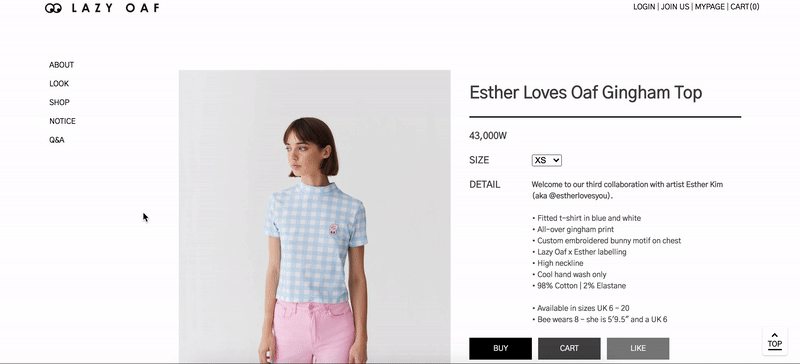 LAZY OAF
LOGIN | JOIN US | MYPAGE | CART(0)
ABOUT
LOOK
SHOP
NOTICE
Q&A
Esther Loves Oaf Gingham Top
43,000W
SIZE XS
DETAIL
Welcome to our third collaboration with artist Esther Kim
(aka @estherlovesyou).
• Fitted t-shirt in blue and white
• All-over gingham print
• Custom embroidered bunny motif on chest
• Lazy Oaf x Esther labelling
• High neckline
• Cool hand wash only
• 98% Cotton | 2% Elastane
• Available in sizes UK 6 - 20
• Bee wears 8 - she is 5'9.5" and a UK 6
BUY CART LIKE
TOP